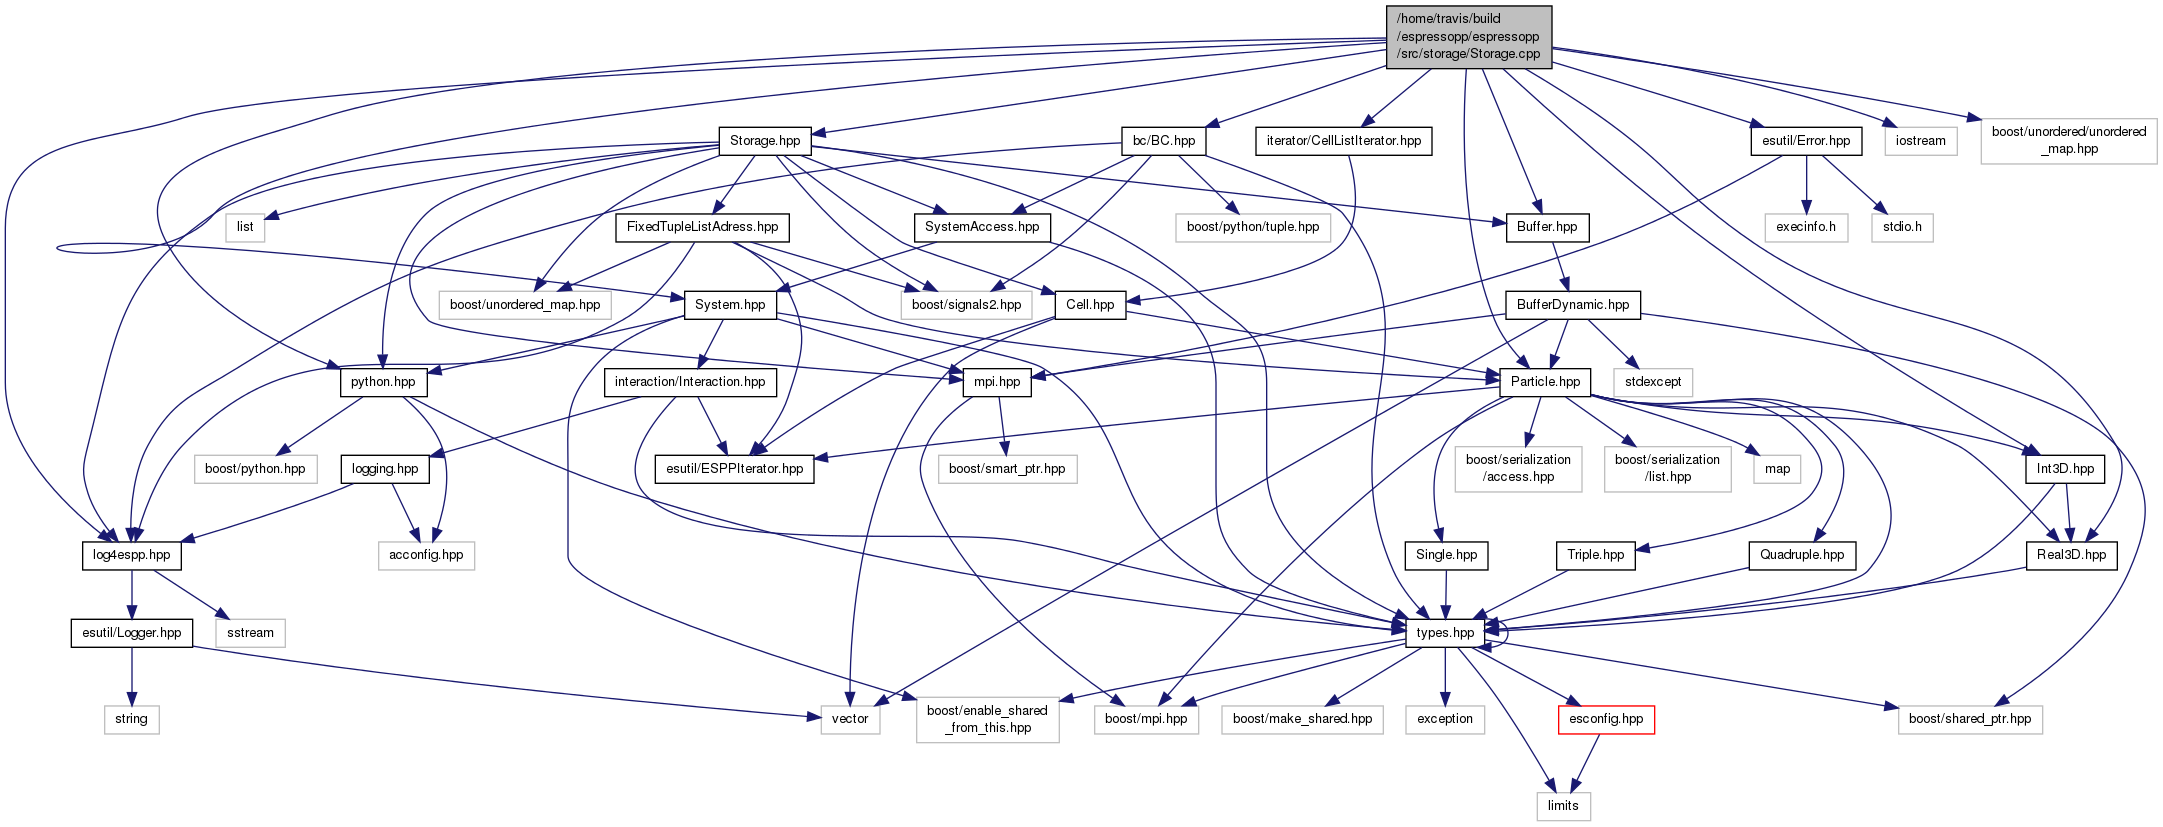 /home/travis/build
/espressopp/espressopp
/src/storage/Storage.cpp
Storage.hpp
bc/BC.hpp
iterator/CellListIterator.hpp
esutil/Error.hpp
iostream
boost/unordered/unordered
_map.hpp
list
FixedTupleListAdress.hpp
SystemAccess.hpp
boost/python/tuple.hpp
Buffer.hpp
execinfo.h
stdio.h
boost/unordered_map.hpp
System.hpp
boost/signals2.hpp
Cell.hpp
BufferDynamic.hpp
python.hpp
interaction/Interaction.hpp
mpi.hpp
Particle.hpp
stdexcept
boost/python.hpp
logging.hpp
esutil/ESPPIterator.hpp
boost/smart_ptr.hpp
boost/serialization
/access.hpp
boost/serialization
/list.hpp
map
Int3D.hpp
log4espp.hpp
acconfig.hpp
Single.hpp
Triple.hpp
Quadruple.hpp
Real3D.hpp
esutil/Logger.hpp
sstream
types.hpp
string
vector
boost/enable_shared
_from_this.hpp
boost/mpi.hpp
boost/make_shared.hpp
exception
esconfig.hpp
boost/shared_ptr.hpp
limits